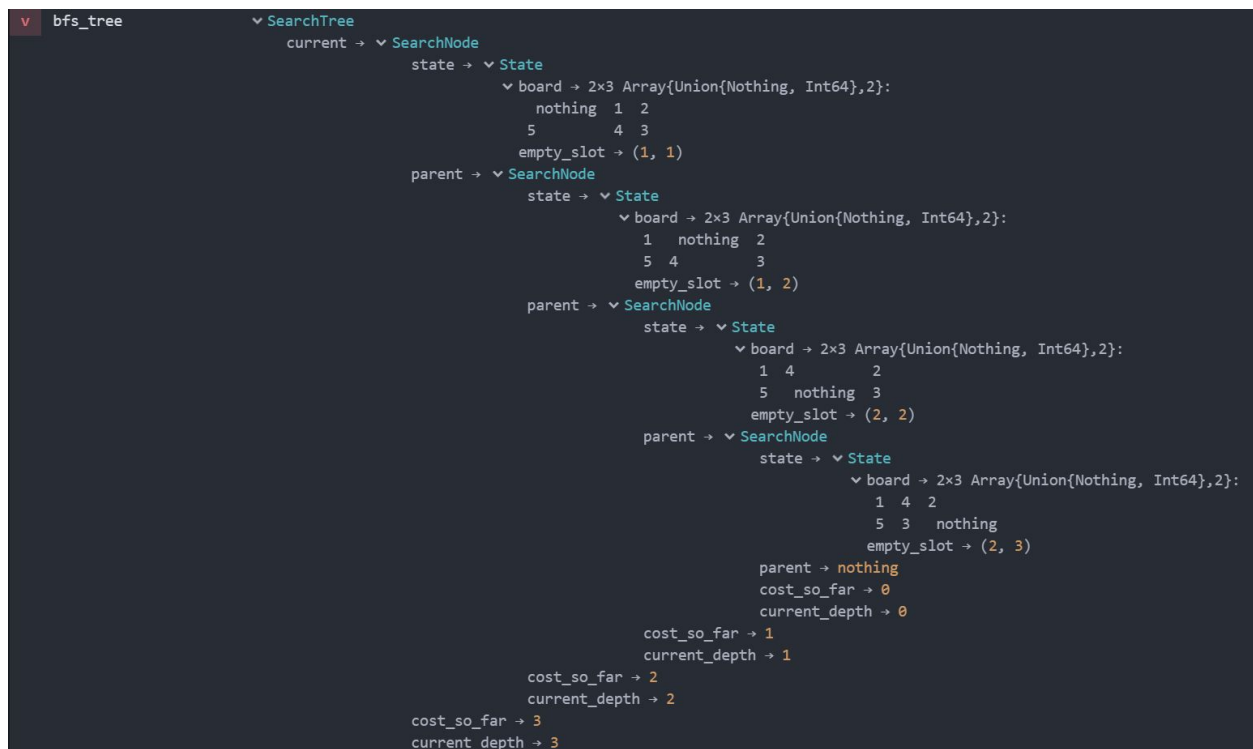 v bfs_tree ⌄ SearchTree
current → ⌄ SearchNode
state → ⌄ State
⌄ board → 2×3 Array{Union{Nothing, Int64},2}:
nothing 1 2
5 4 3
empty_slot → (1, 1)
parent → ⌄ SearchNode
state → ⌄ State
⌄ board → 2×3 Array{Union{Nothing, Int64},2}:
1 nothing 2
5 4 3
empty_slot → (1, 2)
parent → ⌄ SearchNode
state → ⌄ State
⌄ board → 2×3 Array{Union{Nothing, Int64},2}:
1 4 2
5 nothing 3
empty_slot → (2, 2)
parent → ⌄ SearchNode
state → ⌄ State
⌄ board → 2×3 Array{Union{Nothing, Int64},2}:
1 4 2
5 3 nothing
empty_slot → (2, 3)
parent → nothing
cost_so_far → 0
current_depth → 0
cost_so_far → 1
current_depth → 1
cost_so_far → 2
current_depth → 2
cost_so_far → 3
current_depth → 3